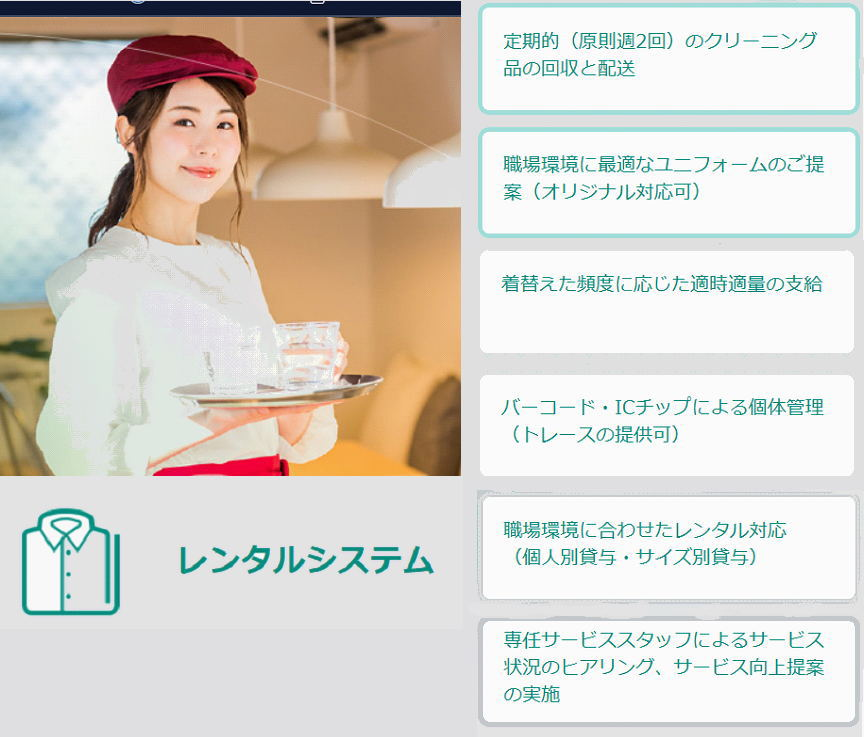 レンタルシステム
定期的（原則週2回）のクリーニング
品の回収と配送
職場環境に最適なユニフォームのご提
案（オリジナル対応可）
着替えた頻度に応じた適時適量の支給
バーコード・ICチップによる個体管理
（トレースの提供可）
職場環境に合わせたレンタル対応
（個人別貸与・サイズ別貸与）
専任サービススタッフによるサービス
状況のヒアリング、サービス向上提案
の実施